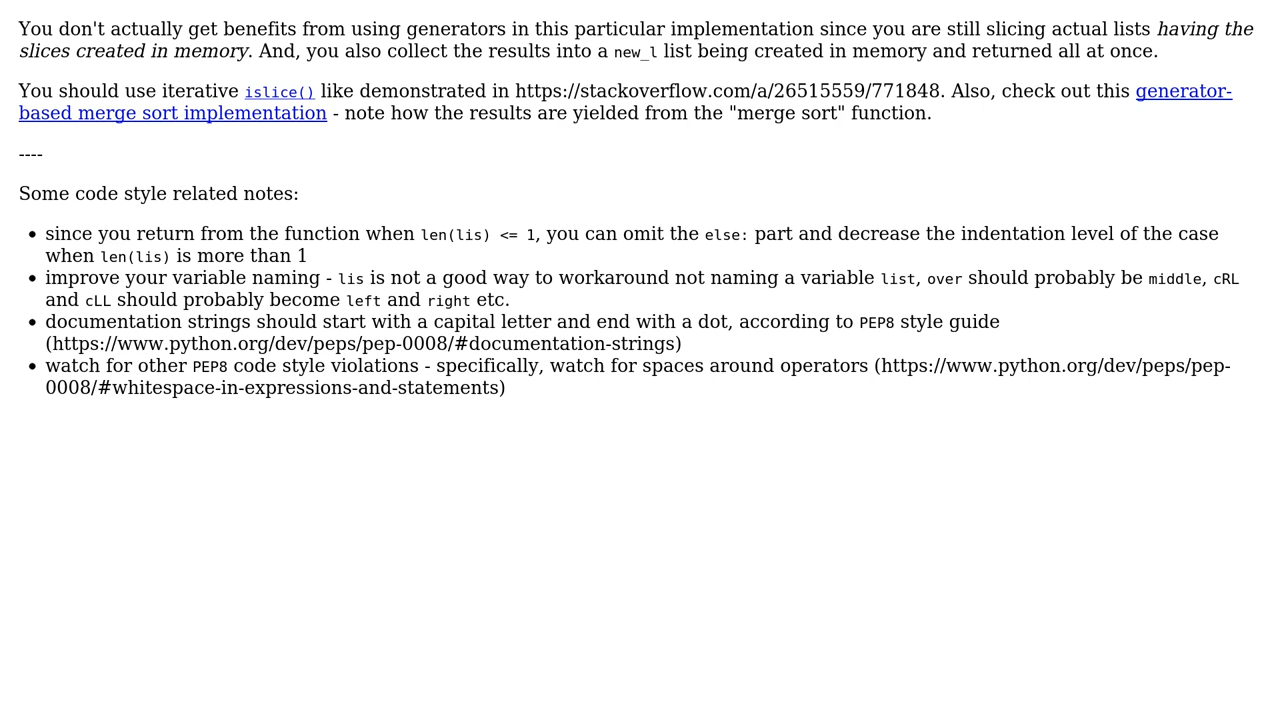 You don't actually get benefits from using generators in this particular implementation since you are still slicing actual lists having the
slices created in memory. And, you also collect the results into a new_l list being created in memory and returned all at once.
You should use iterative islice() like demonstrated in https://stackoverflow.com/a/26515559/771848. Also, check out this generator-
based merge sort implementation - note how the results are yielded from the "merge sort" function.
----
Some code style related notes:
• since you return from the function when len(lis) <= 1, you can omit the else: part and decrease the indentation level of the case
when len(lis) is more than 1
• improve your variable naming - lis is not a good way to workaround not naming a variable list, over should probably be middle, cRL
and cLL should probably become left and right etc.
• documentation strings should start with a capital letter and end with a dot, according to PEP8 style guide
(https://www.python.org/dev/peps/pep-0008/#documentation-strings)
• watch for other PEP8 code style violations - specifically, watch for spaces around operators (https://www.python.org/dev/peps/pep-
0008/#whitespace-in-expressions-and-statements)